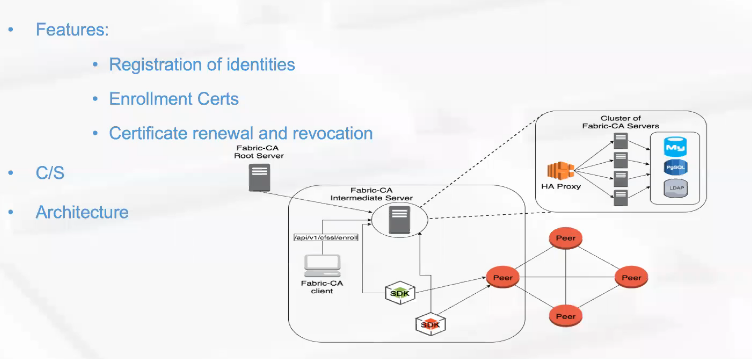 Features:
Registration of identities
Enrollment Certs
Certificate renewal and revocation
C/S
Architecture
Fabric-CA
Root Server
Fabric-CA
Intermediate Server
/api/v1/cfssl/enroll
Fabric-CA
client
SDK
SDK
Cluster of
Fabric-CA Servers
HA Proxy
My
PgSQL
LDAP
Peer
Peer
Peer
Peer